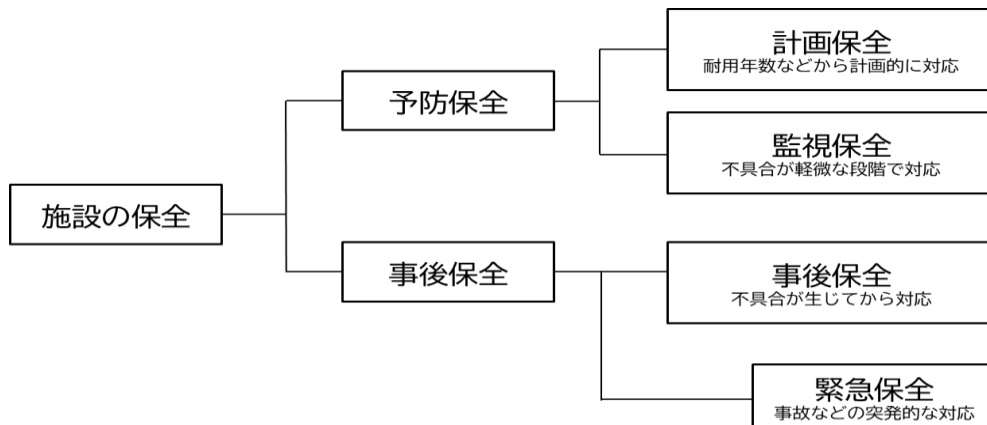 計画保全
耐用年数などから計画的に対応
予防保全
監視保全
不具合が軽微な段階で対応
施設の保全
事後保全
事後保全
不具合が生じてから対応
緊急保全
事故などの突発的な対応